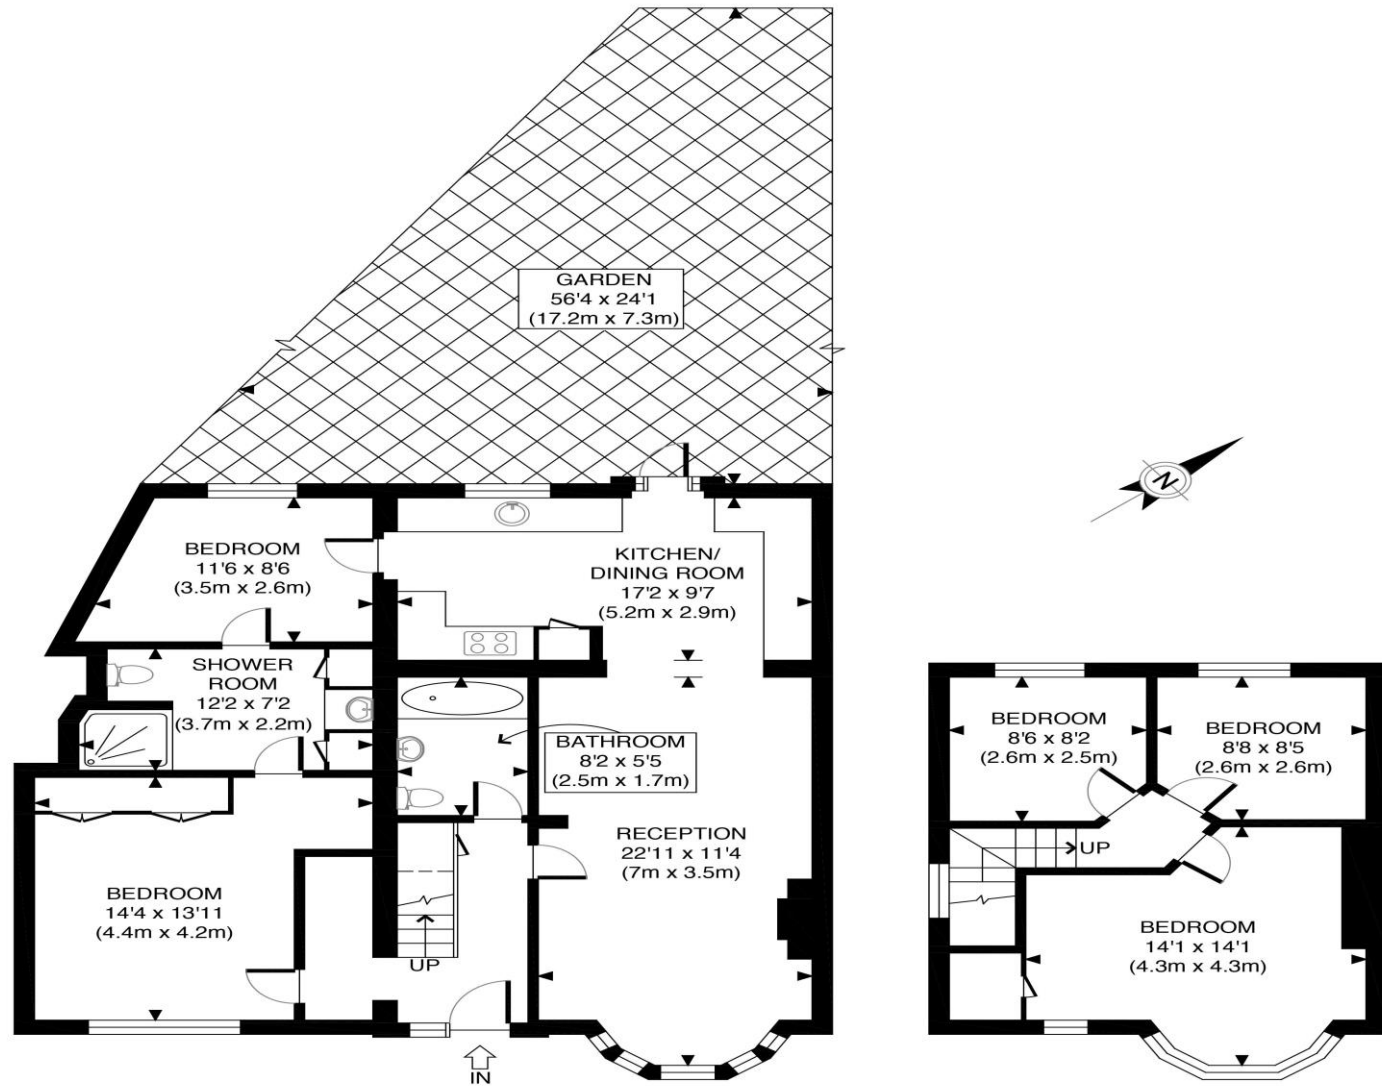 GARDEN
56'4 x 24'1
(17.2m x 7.3m)
BEDROOM
11'6 x 8'6
(3.5m x 2.6m)
KITCHEN/
DINING ROOM
17'2 x 9'7
(5.2m x 2.9m)
SHOWER
ROOM
12'2 x 7'2
(3.7m x 2.2m)
BATHROOM
8'2 x 5'5
(2.5m x 1.7m)
RECEPTION
22'11 x 11'4
(7m x 3.5m)
BEDROOM
14'4 x 13'11
(4.4m x 4.2m)
UP
IN
N
BEDROOM
8'6 x 8'2
(2.6m x 2.5m)
BEDROOM
8'8 x 8'5
(2.6m x 2.6m)
UP
BEDROOM
14'1 x 14'1
(4.3m x 4.3m)